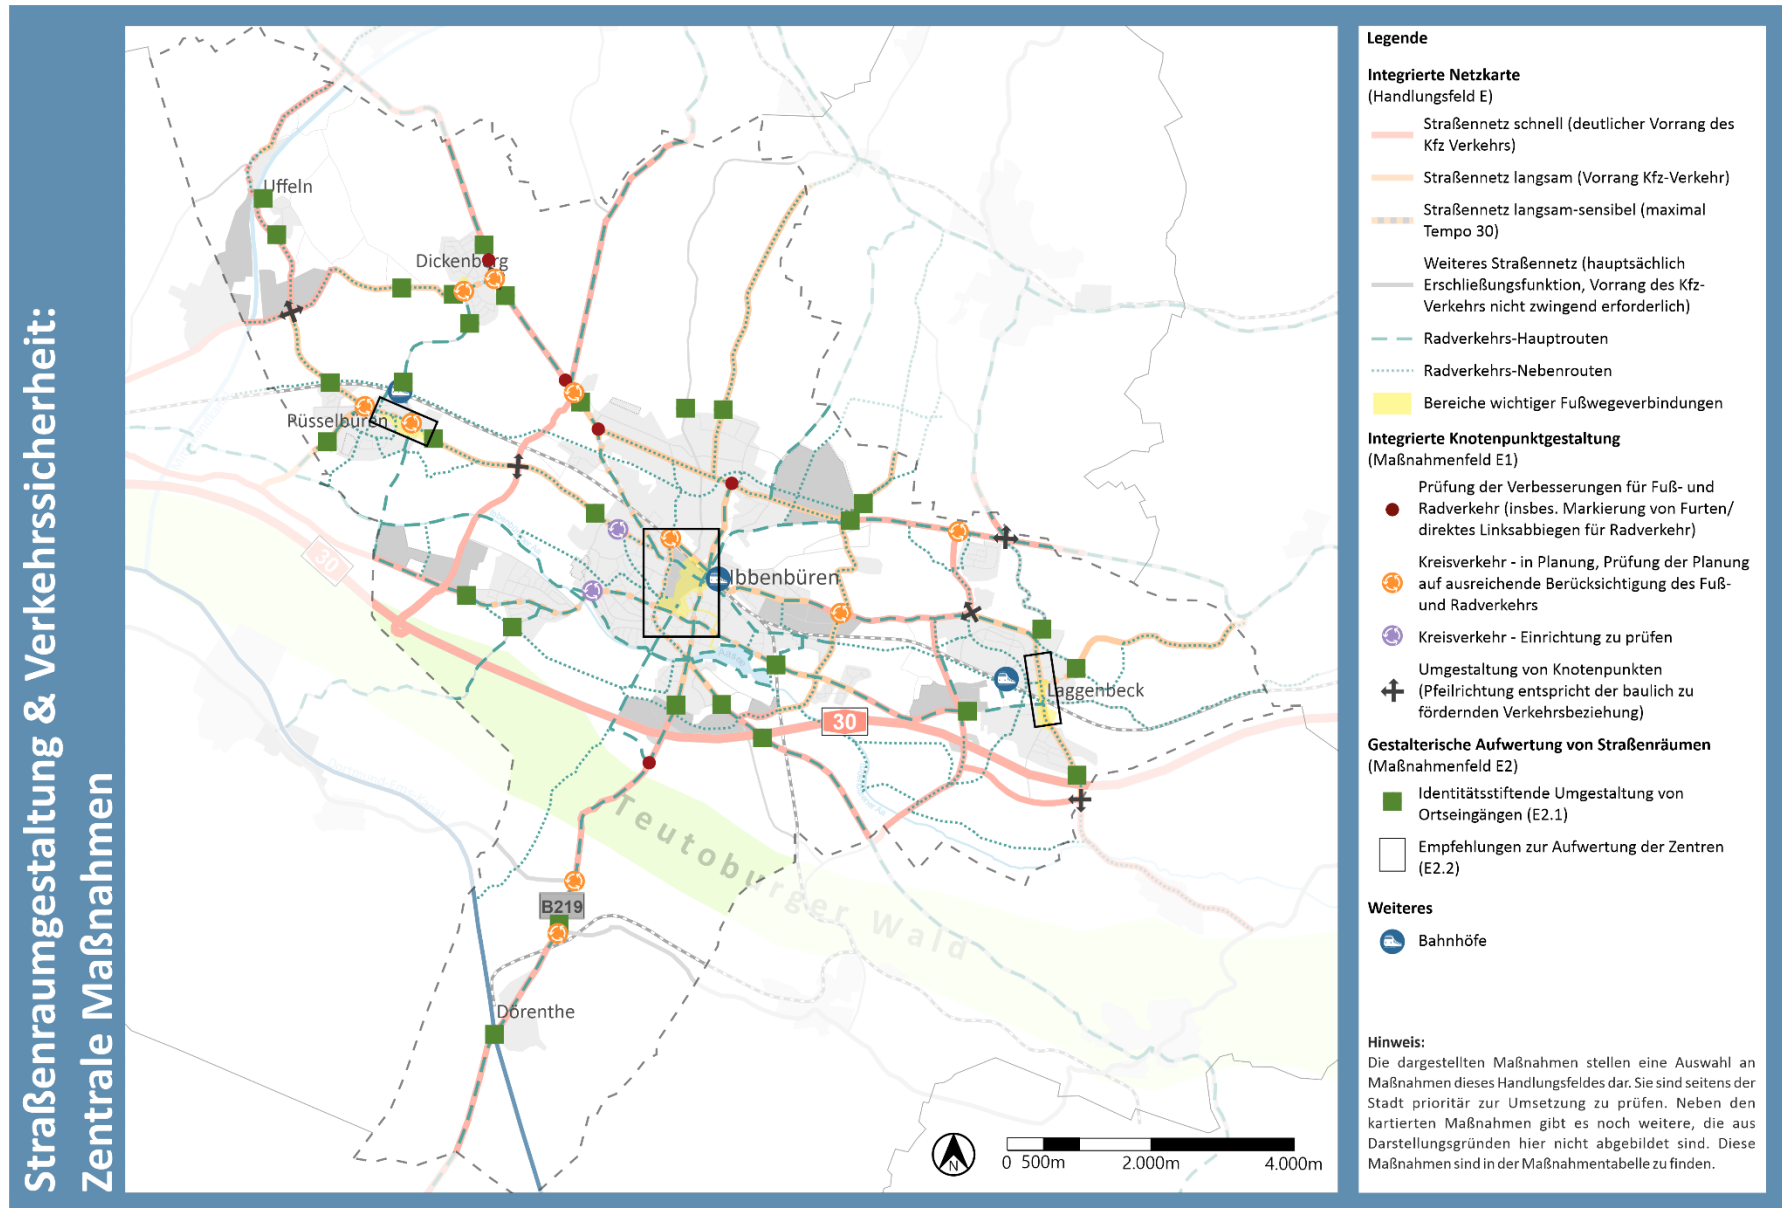 Straßenraumgestaltung & Verkehrssicherheit:
Zentrale Maßnahmen
Uffeln
Dickenberg
Püsselbüren
Ibbenbüren
Laggenbeck
Dörenthe
Teutoburger Wald
30
30
B219
Aasee
Dortmund-Ems-Kanal
N
0 500m 2.000m 4.000m
Legende
Integrierte Netzkarte
(Handlungsfeld E)
Straßennetz schnell (deutlicher Vorrang des
Kfz Verkehrs)
Straßennetz langsam (Vorrang Kfz-Verkehr)
Straßennetz langsam-sensibel (maximal
Tempo 30)
Weiteres Straßennetz (hauptsächlich
Erschließungsfunktion, Vorrang des Kfz-
Verkehrs nicht zwingend erforderlich)
Radverkehrs-Hauptrouten
Radverkehrs-Nebenrouten
Bereiche wichtiger Fußwegeverbindungen
Integrierte Knotenpunktgestaltung
(Maßnahmenfeld E1)
Prüfung der Verbesserungen für Fuß- und
Radverkehr (insbes. Markierung von Furten/
direktes Linksabbiegen für Radverkehr)
Kreisverkehr - in Planung, Prüfung der Planung
auf ausreichende Berücksichtigung des Fuß-
und Radverkehrs
Kreisverkehr - Einrichtung zu prüfen
Umgestaltung von Knotenpunkten
(Pfeilrichtung entspricht der baulich zu
fördernden Verkehrsbeziehung)
Gestalterische Aufwertung von Straßenräumen
(Maßnahmenfeld E2)
Identitätsstiftende Umgestaltung von
Ortseingängen (E2.1)
Empfehlungen zur Aufwertung der Zentren
(E2.2)
Weiteres
Bahnhöfe
Hinweis:
Die dargestellten Maßnahmen stellen eine Auswahl an
Maßnahmen dieses Handlungsfeldes dar. Sie sind seitens der
Stadt prioritär zur Umsetzung zu prüfen. Neben den
kartierten Maßnahmen gibt es noch weitere, die aus
Darstellungsgründen hier nicht abgebildet sind. Diese
Maßnahmen sind in der Maßnahmentabelle zu finden.